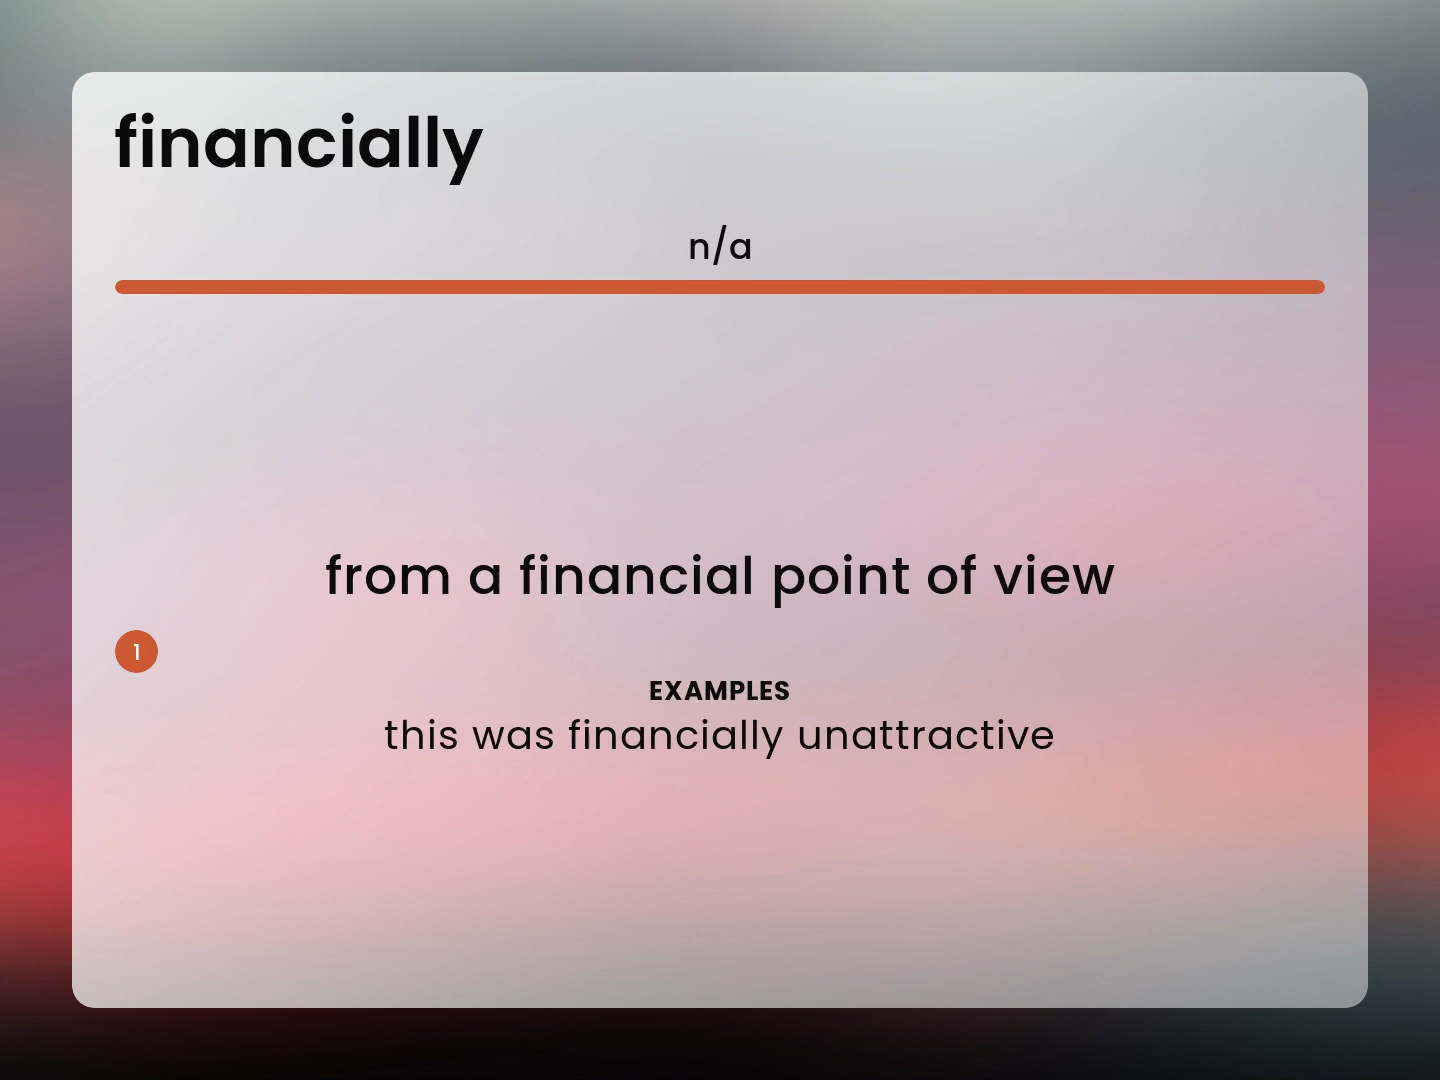 financially
n/a
from a financial point of view
1
EXAMPLES
this was financially unattractive